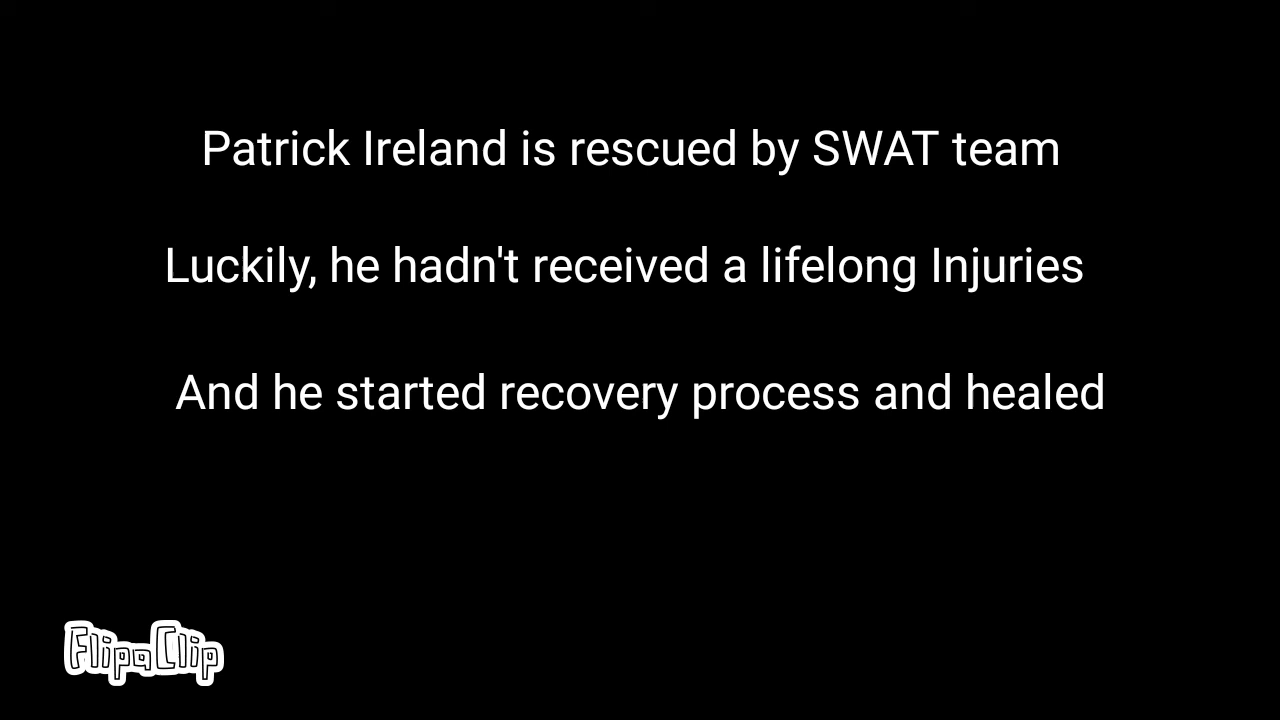 Patrick Ireland is rescued by SWAT team
Luckily, he hadn't received a lifelong Injuries
And he started recovery process and healed
FlipaClip